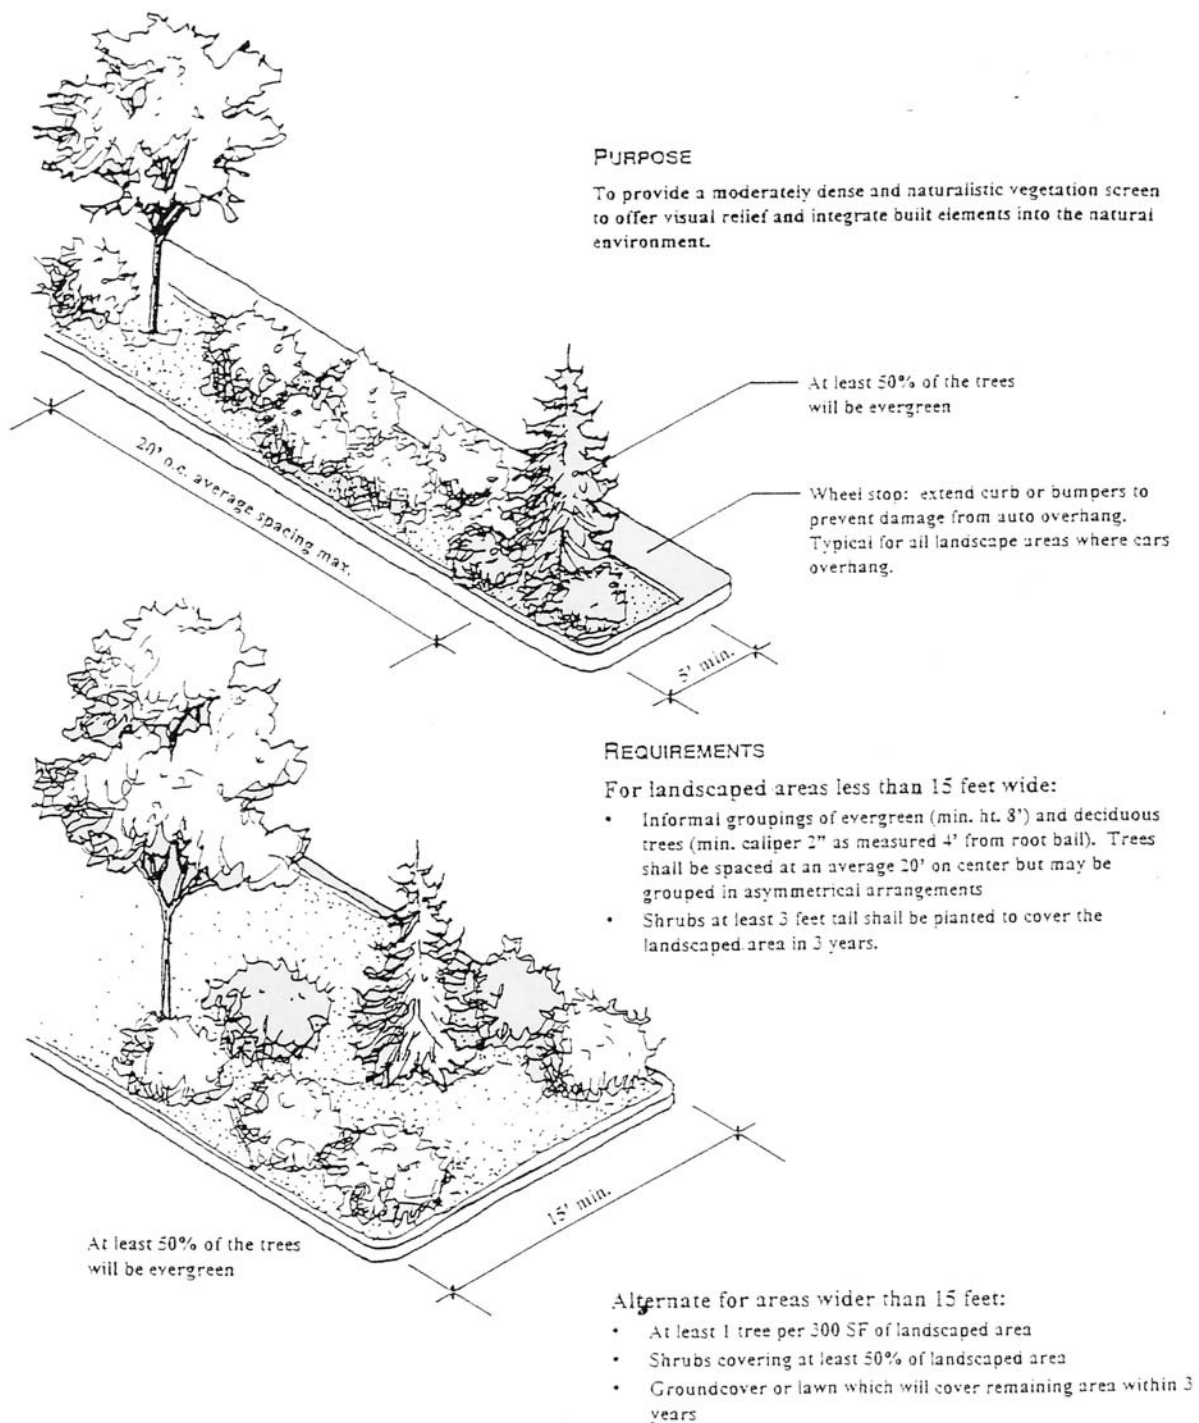 PURPOSE
To provide a moderately dense and naturalistic vegetation screen
to offer visual relief and integrate built elements into the natural
environment.
At least 50% of the trees
will be evergreen
Wheel stop: extend curb or bumpers to
prevent damage from auto overhang.
Typical for all landscape areas where cars
overhang.
20' o.c. average spacing max.
5' min.
REQUIREMENTS
For landscaped areas less than 15 feet wide:
• Informal groupings of evergreen (min. ht. 8') and deciduous
trees (min. caliper 2" as measured 4' from root ball). Trees
shall be spaced at an average 20' on center but may be
grouped in asymmetrical arrangements
• Shrubs at least 3 feet tall shall be planted to cover the
landscaped area in 3 years.
15' min.
At least 50% of the trees
will be evergreen
Alternate for areas wider than 15 feet:
• At least 1 tree per 300 SF of landscaped area
• Shrubs covering at least 50% of landscaped area
• Groundcover or lawn which will cover remaining area within 3
years